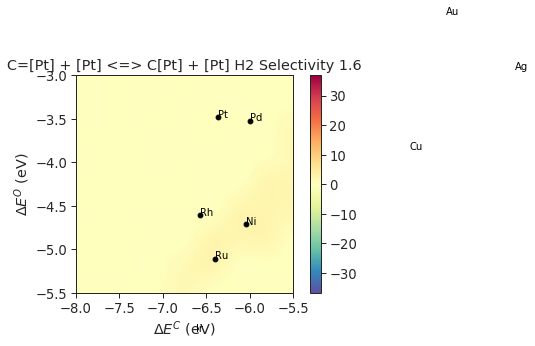 Au
Ag
C=[Pt] + [Pt] <=> C[Pt] + [Pt] H2 Selectivity 1.6
Cu
−3.0
−3.5
−4.0
−4.5
−5.0
−5.5
ΔE^O (eV)
Pt
Pd
Rh
Ni
Ru
30
20
10
0
−10
−20
−30
−8.0 −7.5 −7.0 −6.5 −6.0 −5.5
ΔE^C (eV)